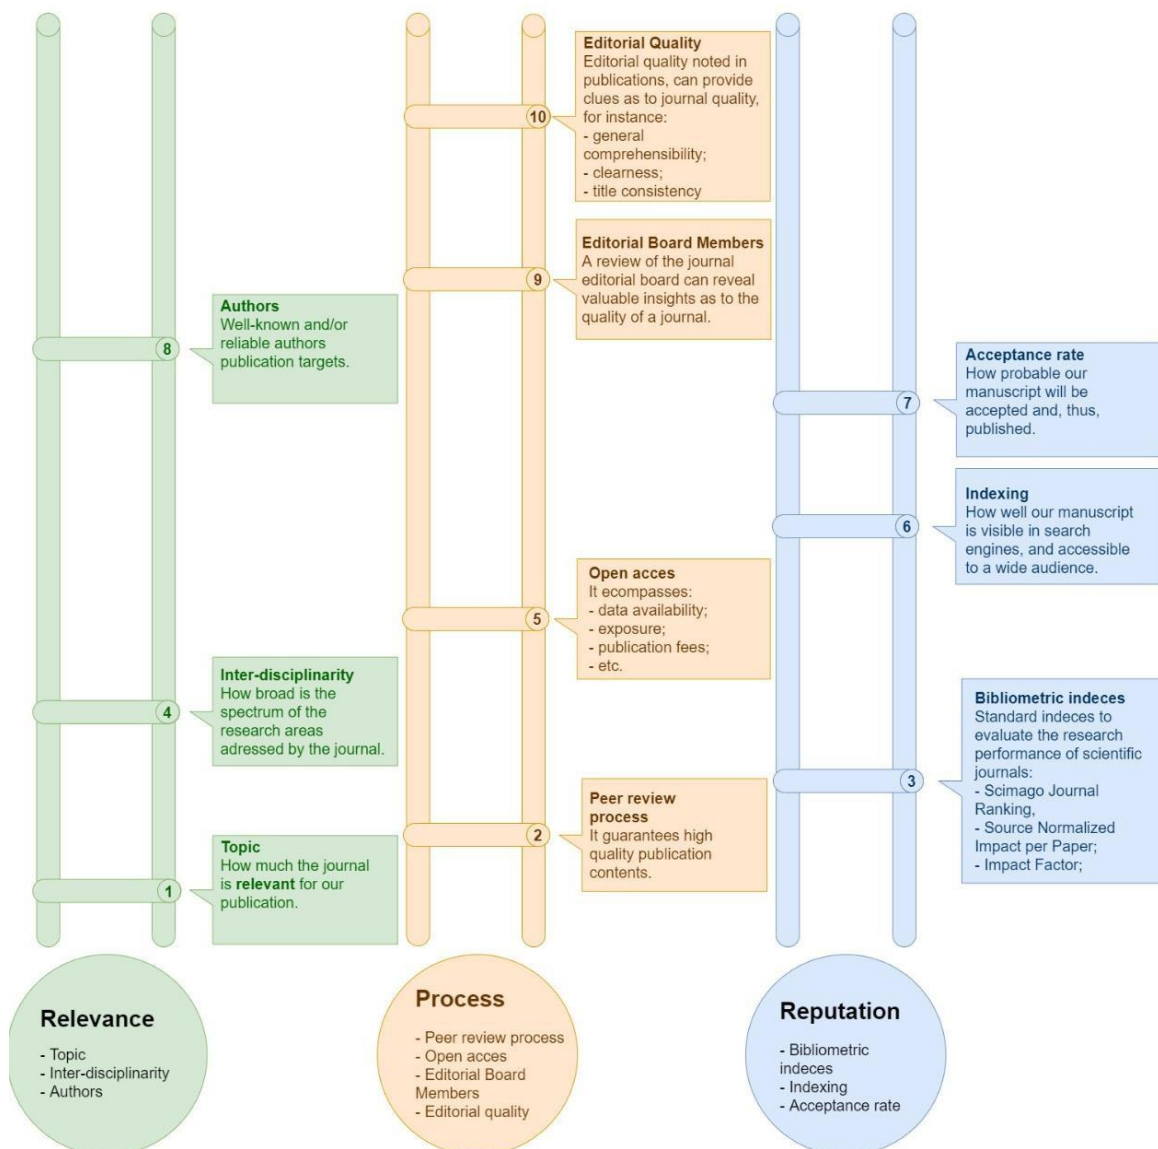 Editorial Quality
Editorial quality noted in
publications, can provide
clues as to journal quality,
for instance:
- general
comprehensibility;
- clearness;
- title consistency
10
Editorial Board Members
A review of the journal
editorial board can reveal
valuable insights as to the
quality of a journal.
9
Authors
Well-known and/or
reliable authors
publication targets.
8
Acceptance rate
How probable our
manuscript will be
accepted and, thus,
published.
7
Indexing
How well our manuscript
is visible in search
engines, and accessible
to a wide audience.
6
Open acces
It ecompasses:
- data availability;
- exposure;
- publication fees;
- etc.
5
Inter-disciplinarity
How broad is the
spectrum of the
research areas
adressed by the journal.
4
Bibliometric indeces
Standard indeces to
evaluate the research
performance of scientific
journals:
- Scimago Journal
Ranking,
- Source Normalized
Impact per Paper;
- Impact Factor;
3
Peer review
process
It guarantees high
quality publication
contents.
2
Topic
How much the journal
is relevant for our
publication.
1
Relevance
- Topic
- Inter-disciplinarity
- Authors
Process
- Peer review process
- Open acces
- Editorial Board
Members
- Editorial quality
Reputation
- Bibliometric
indeces
- Indexing
- Acceptance rate